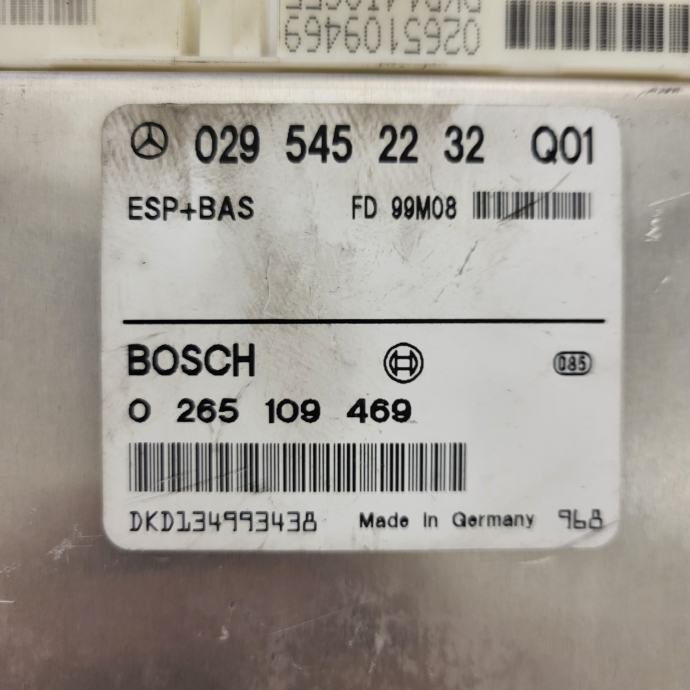 0265109469
029 545 22 32 Q01
ESP+BAS FD 99M08
BOSCH 085
0 265 109 469
DKD134993438 Made In Germany 968